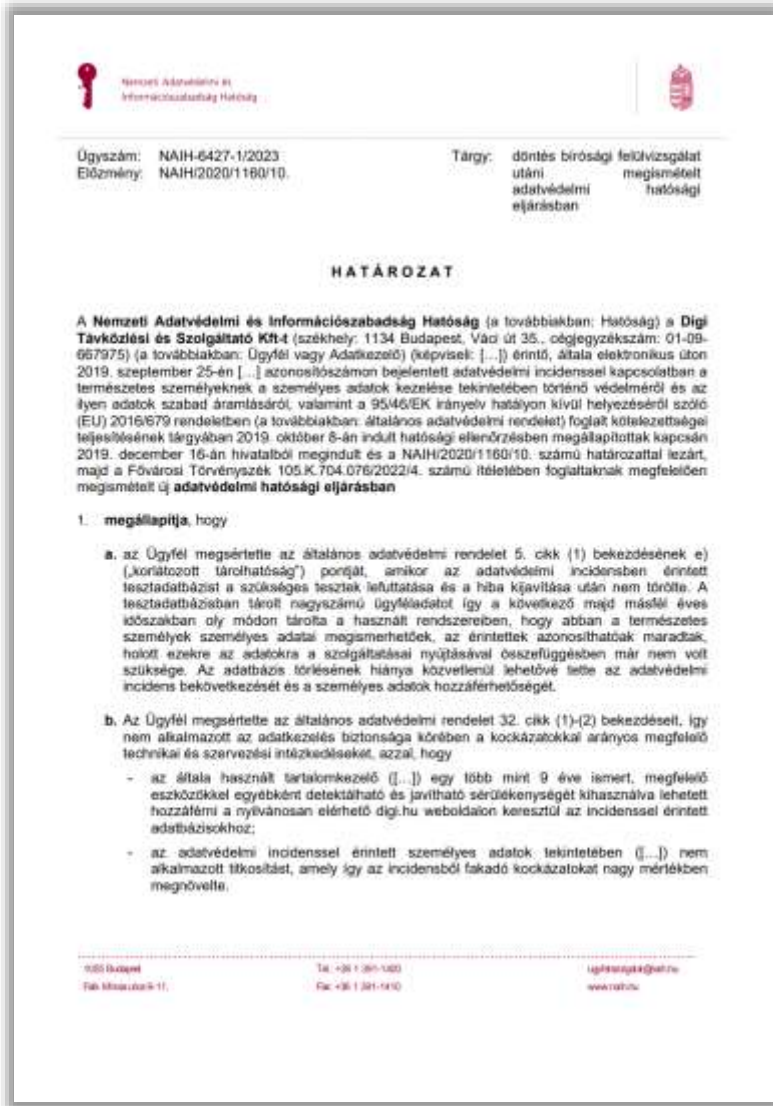 Nemzeti Adatvédelmi és
Információszabadság Hatóság
Ügyszám: NAIH-6427-1/2023
Előzmény: NAIH/2020/1160/10.
Tárgy: döntés bírósági felülvizsgálat
utáni megismételt
adatvédelmi hatósági
eljárásban
HATÁROZAT
A Nemzeti Adatvédelmi és Információszabadság Hatóság (a továbbiakban: Hatóság) a Digi
Távközlési és Szolgáltató Kft-t (székhely: 1134 Budapest, Váci út 35., cégjegyzékszám: 01-09-
667975) (a továbbiakban: Ügyfél vagy Adatkezelő) (képviseli: […]) érintő, általa elektronikus úton
2019. szeptember 25-én […] azonosítószámon bejelentett adatvédelmi incidenssel kapcsolatban a
természetes személyeknek a személyes adatok kezelése tekintetében történő védelméről és az
ilyen adatok szabad áramlásáról, valamint a 95/46/EK irányelv hatályon kívül helyezéséről szóló
(EU) 2016/679 rendeletben (a továbbiakban: általános adatvédelmi rendelet) foglalt kötelezettségei
teljesítésének tárgyában 2019. október 8-án indult hatósági ellenőrzésben megállapítottak kapcsán
2019. december 16-án hivatalból megindult és a NAIH/2020/1160/10. számú határozattal lezárt,
majd a Fővárosi Törvényszék 105.K.704.076/2022/4. számú ítéletében foglaltaknak megfelelően
megismételt új adatvédelmi hatósági eljárásban
1. megállapítja, hogy
a. az Ügyfél megsértette az általános adatvédelmi rendelet 5. cikk (1) bekezdésének e)
(„korlátozott tárolhatóság”) pontját, amikor az adatvédelmi incidensben érintett
tesztadatbázist a szükséges tesztek lefuttatása és a hiba kijavítása után nem törölte. A
tesztadatbázisban tárolt nagyszámú ügyféladatot így a következő majd másfél éves
időszakban oly módon tárolta a használt rendszereiben, hogy abban a természetes
személyek személyes adatai megismerhetőek, az érintettek azonosíthatóak maradtak,
holott ezekre az adatokra a szolgáltatásai nyújtásával összefüggésben már nem volt
szüksége. Az adatbázis törlésének hiánya közvetlenül lehetővé tette az adatvédelmi
incidens bekövetkezését és a személyes adatok hozzáférhetőségét.
b. Az Ügyfél megsértette az általános adatvédelmi rendelet 32. cikk (1)-(2) bekezdéseit, így
nem alkalmazott az adatkezelés biztonsága körében a kockázatokkal arányos megfelelő
technikai és szervezési intézkedéseket, azzal, hogy
- az általa használt tartalomkezelő ([…]) egy több mint 9 éve ismert, megfelelő
eszközökkel egyébként detektálható és javítható sérülékenységét kihasználva lehetett
hozzáférni a nyilvánosan elérhető digi.hu weboldalon keresztül az incidenssel érintett
adatbázisokhoz;
- az adatvédelmi incidenssel érintett személyes adatok tekintetében ([…]) nem
alkalmazott titkosítást, amely így az incidensből fakadó kockázatokat nagy mértékben
megnövelte.
1055 Budapest
Falk Miksa utca 9-11.
Tel.: +36 1 391-1400
Fax: +36 1 391-1410
ugyfelszolgalat@naih.hu
www.naih.hu